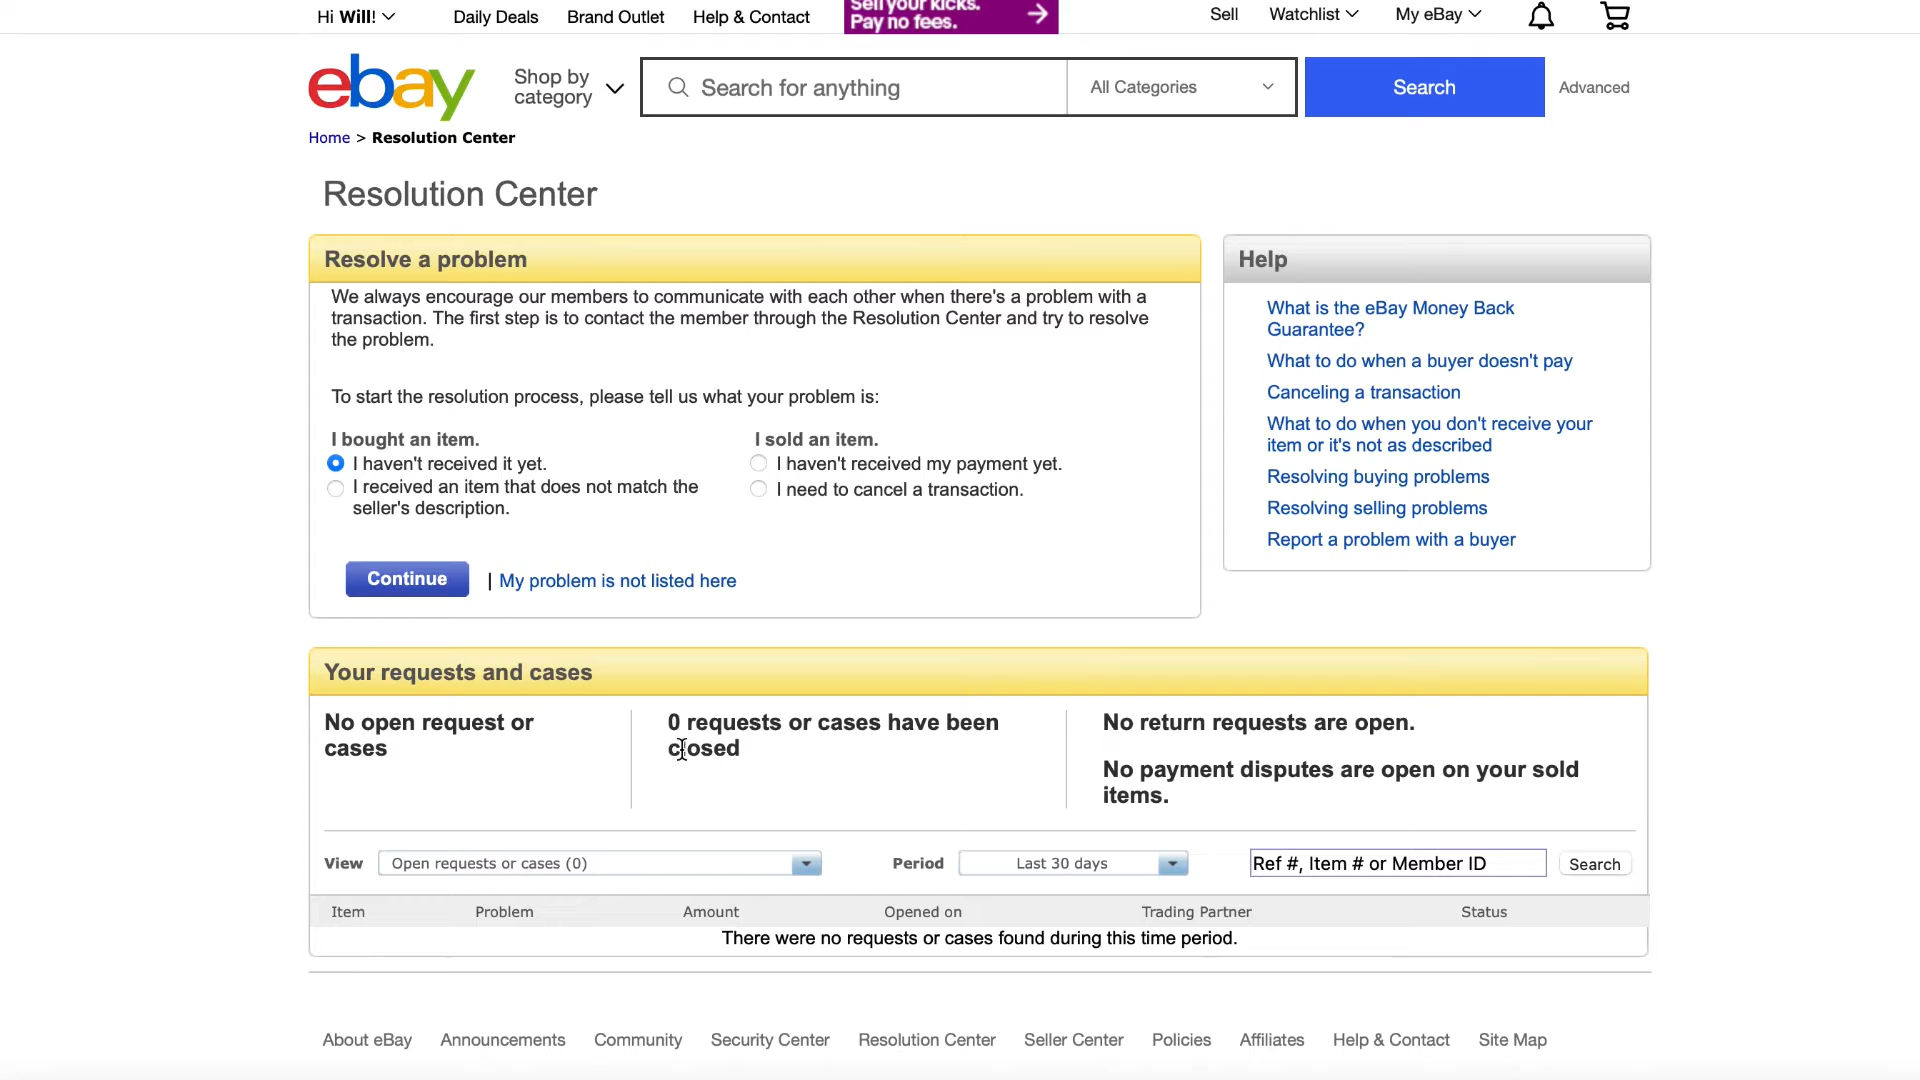 Hi Will!
Daily Deals
Brand Outlet
Help & Contact
Sell your kicks.
Pay no fees.
Sell
Watchlist
My eBay
ebay
Shop by
category
Search for anything
All Categories
Search
Advanced
Home > Resolution Center
Resolution Center
Resolve a problem
We always encourage our members to communicate with each other when there's a problem with a
transaction. The first step is to contact the member through the Resolution Center and try to resolve
the problem.
To start the resolution process, please tell us what your problem is:
I bought an item.
I haven't received it yet.
I received an item that does not match the
seller's description.
I sold an item.
I haven't received my payment yet.
I need to cancel a transaction.
Continue
| My problem is not listed here
Help
What is the eBay Money Back
Guarantee?
What to do when a buyer doesn't pay
Canceling a transaction
What to do when you don't receive your
item or it's not as described
Resolving buying problems
Resolving selling problems
Report a problem with a buyer
Your requests and cases
No open request or
cases
0 requests or cases have been
closed
No return requests are open.
No payment disputes are open on your sold
items.
View
Open requests or cases (0)
Period
Last 30 days
Ref #, Item # or Member ID
Search
Item
Problem
Amount
Opened on
Trading Partner
Status
There were no requests or cases found during this time period.
About eBay
Announcements
Community
Security Center
Resolution Center
Seller Center
Policies
Affiliates
Help & Contact
Site Map